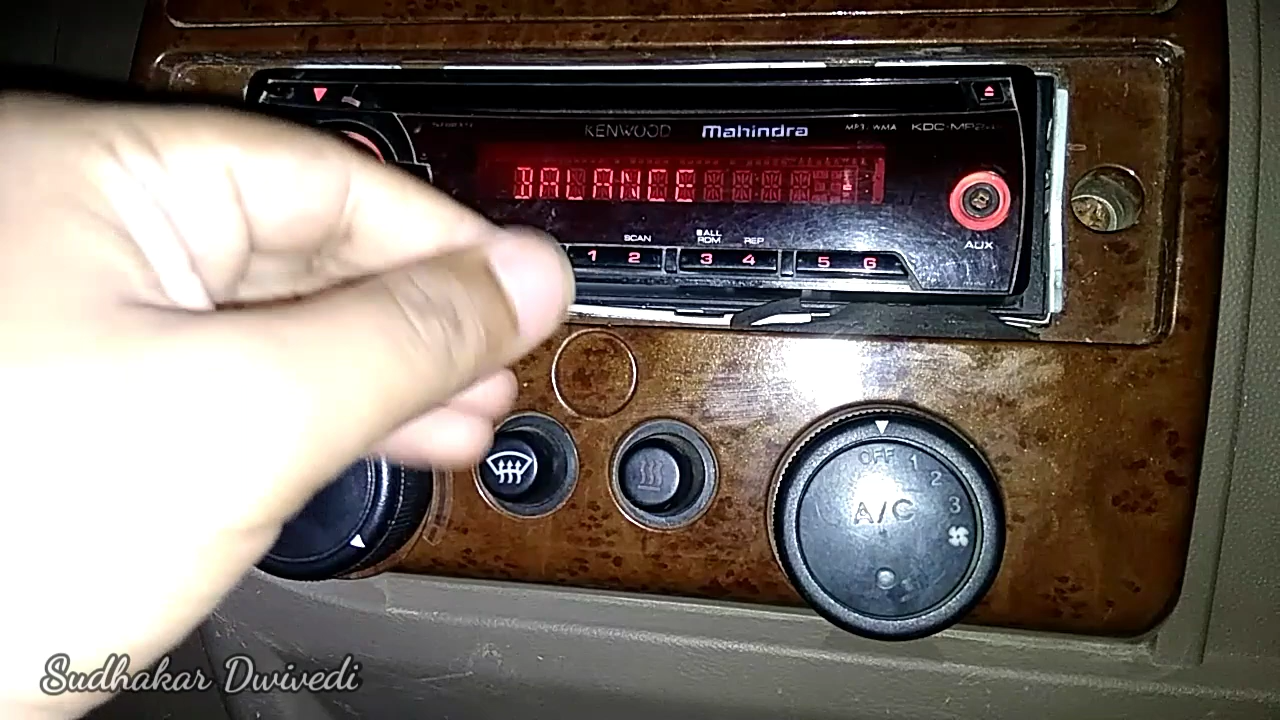 KENWOOD Mahindra MP3/WMA
BALANCE
AUX
SCAN ALL RDM REP
1 2 3 4 5 6
OFF 1 2 3
A/C
Sudhakar Dwivedi